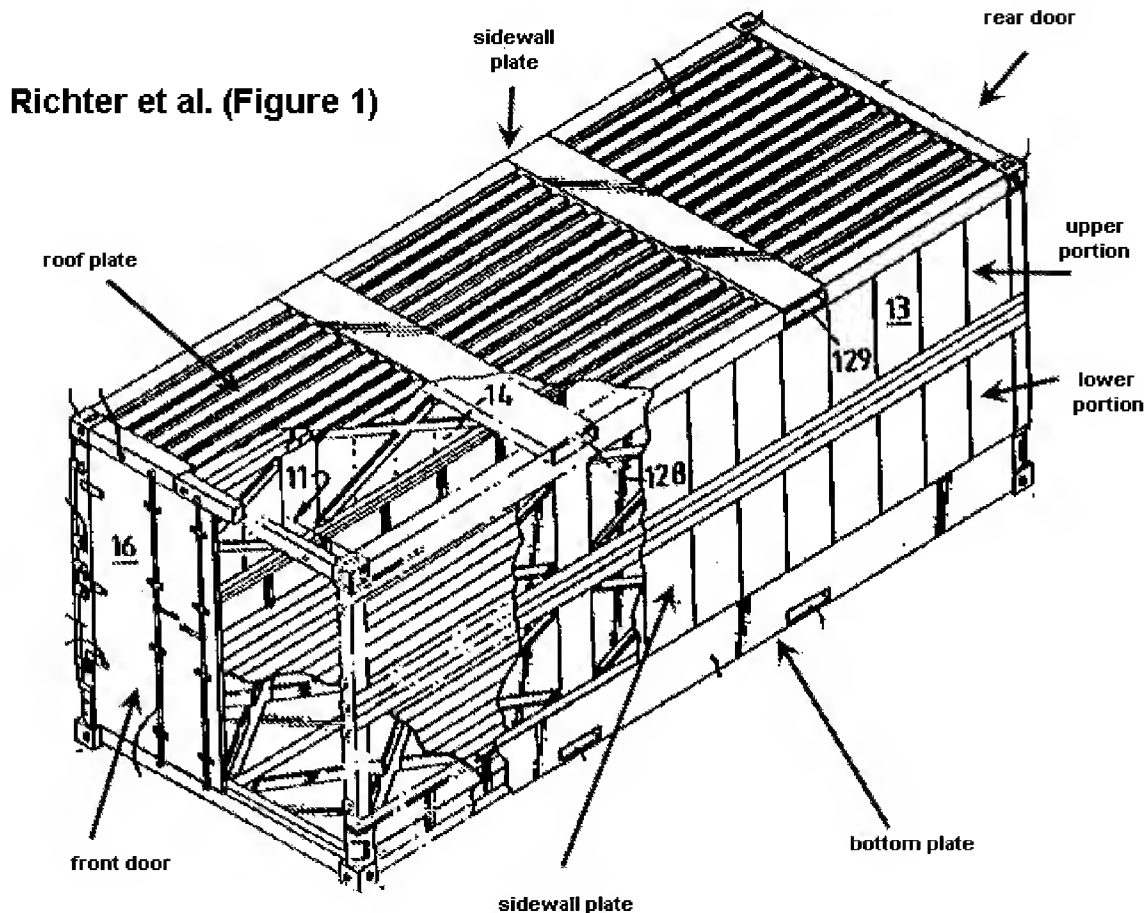 rear door
sidewall
plate
Richter et al. (Figure 1)
upper
portion
roof plate
13
129
lower
portion
14
11
128
16
bottom plate
front door
sidewall plate